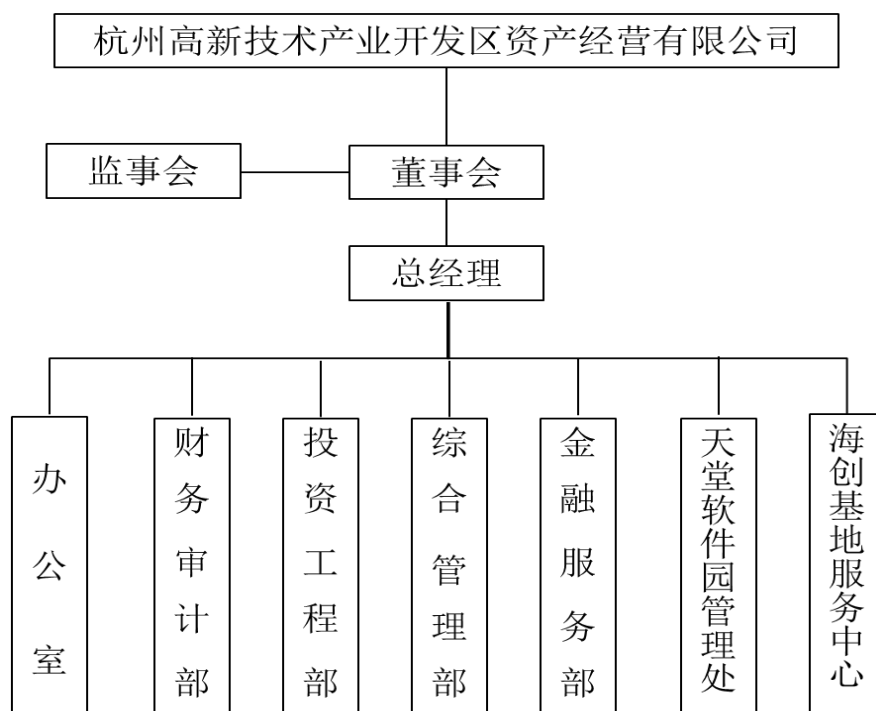 杭州高新技术产业开发区资产经营有限公司
监事会
董事会
总经理
办公室
财务审计部
投资工程部
综合管理部
金融服务部
天堂软件园管理处
海创基地服务中心